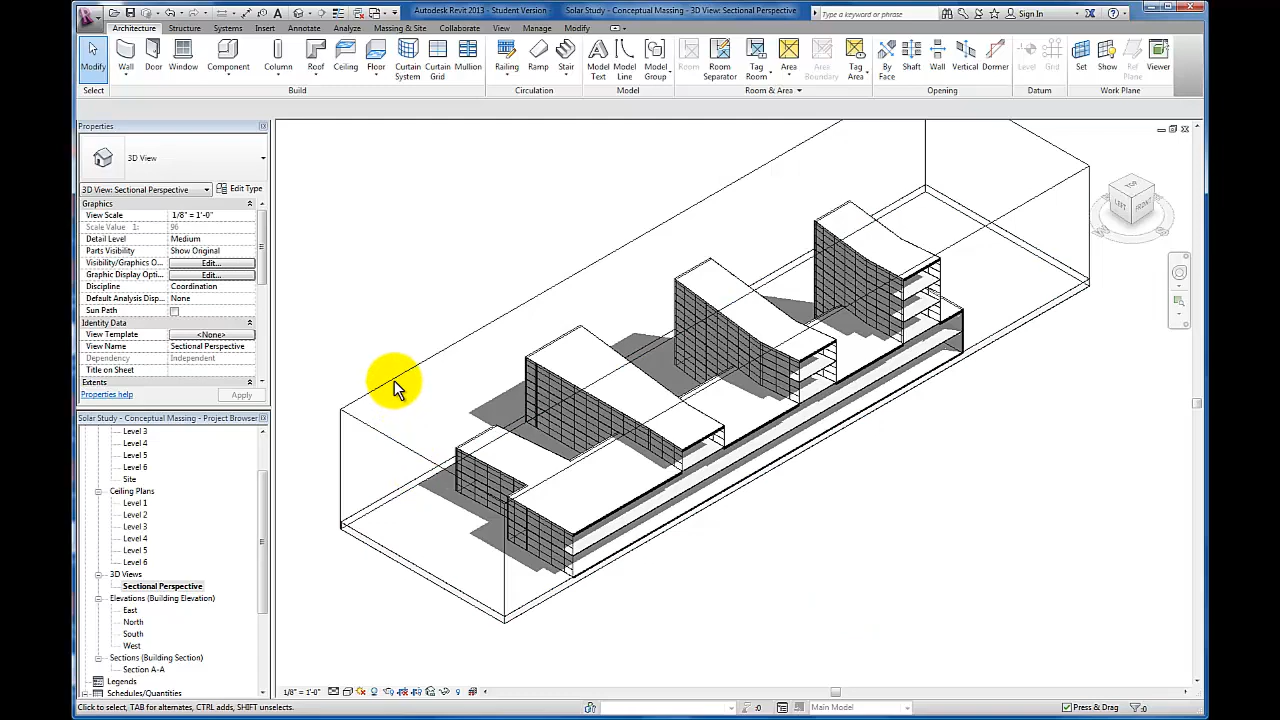 Autodesk Revit 2013 - Student Version - Solar Study - Conceptual Massing - 3D View: Sectional Perspective
Type a keyword or phrase
Sign In
Architecture Structure Systems Insert Annotate Analyze Massing & Site Collaborate View Manage Modify
Modify Wall Door Window Component Column Roof Ceiling Floor Curtain System Curtain Grid Mullion Railing Ramp Stair Model Text Model Line Model Group Room Room Separator Tag Room Area Area Boundary Tag Area By Face Shaft Wall Vertical Dormer Level Grid Set Show Ref Plane Viewer
Select Build Circulation Model Room & Area Opening Datum Work Plane
Properties
3D View
3D View: Sectional Perspective Edit Type
Graphics
View Scale 1/8" = 1'-0"
Scale Value 1: 96
Detail Level Medium
Parts Visibility Show Original
Visibility/Graphics O... Edit...
Graphic Display Opti... Edit...
Discipline Coordination
Default Analysis Disp... None
Sun Path
Identity Data
View Template <None>
View Name Sectional Perspective
Dependency Independent
Title on Sheet
Extents
Properties help Apply
Solar Study - Conceptual Massing - Project Browser
Level 3
Level 4
Level 5
Level 6
Site
Ceiling Plans
Level 1
Level 2
Level 3
Level 4
Level 5
Level 6
3D Views
Sectional Perspective
Elevations (Building Elevation)
East
North
South
West
Sections (Building Section)
Section A-A
Legends
Schedules/Quantities
TOP
LEFT FRONT
1/8" = 1'-0"
Click to select, TAB for alternates, CTRL adds, SHIFT unselects.
:0
Main Model
Press & Drag
:0